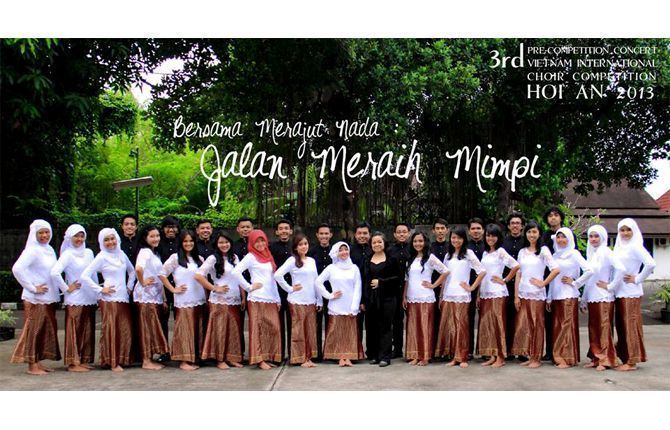 3rd PRE-COMPETITION CONCERT
VIETNAM INTERNATIONAL
CHOIR COMPETITION
HOI AN 2013
Bersama Merajut Nada :
Jalan Meraih Mimpi